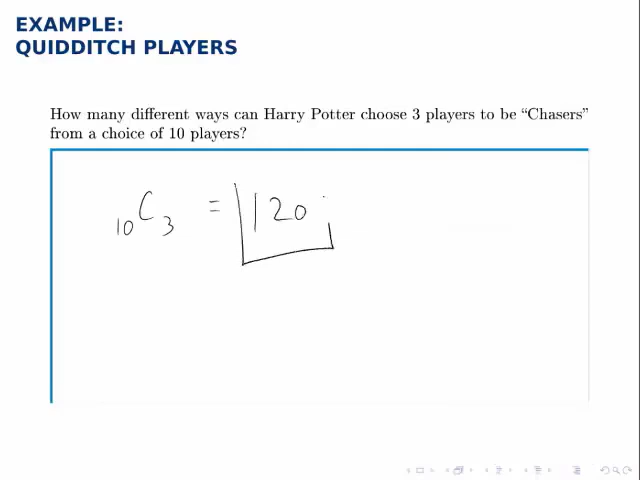 EXAMPLE:
QUIDDITCH PLAYERS
How many different ways can Harry Potter choose 3 players to be “Chasers”
from a choice of 10 players?
₁₀C₃ = 120